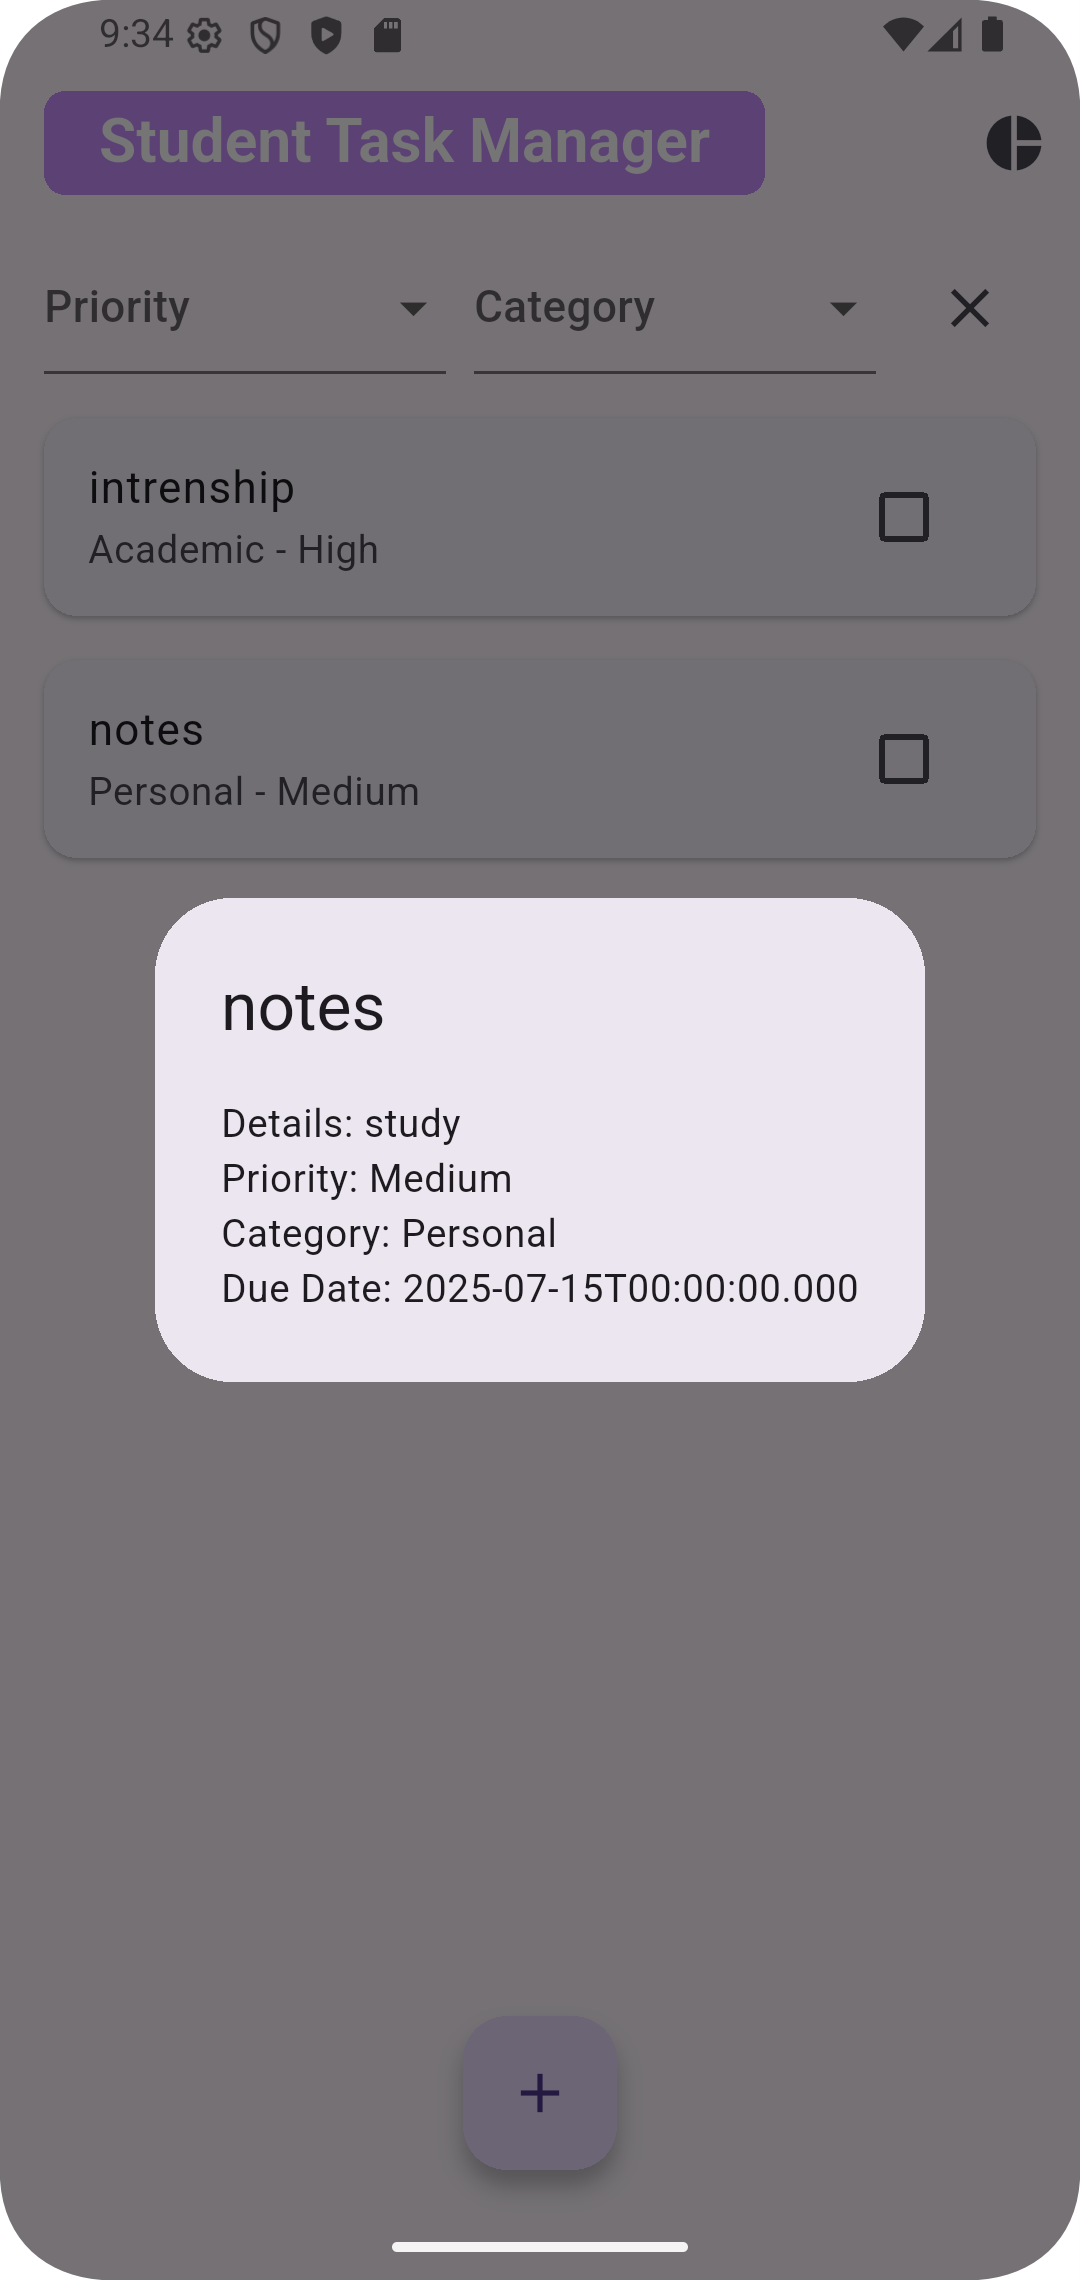 9:34
Student Task Manager
Priority
Category
intrenship
Academic - High
notes
Personal - Medium
notes
Details: study
Priority: Medium
Category: Personal
Due Date: 2025-07-15T00:00:00.000